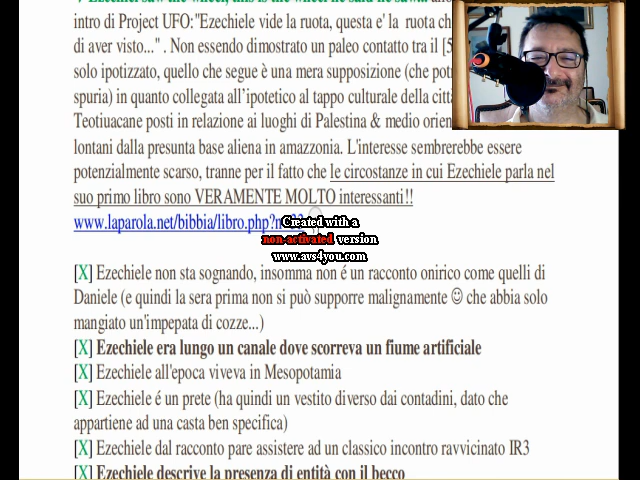 intro di Project UFO:"Ezechiele vide la ruota, questa e' la ruota ch
di aver visto..." . Non essendo dimostrato un paleo contatto tra il [5
solo ipotizzato, quello che segue è una mera supposizione (che pot
spuria) in quanto collegata all'ipotetico al tappo culturale della citta
Teotiuacane posti in relazione ai luoghi di Palestina & medio orien
lontani dalla presunta base aliena in amazzonia. L'interesse sembrerebbe essere
potenzialmente scarso, tranne per il fatto che le circostanze in cui Ezechiele parla nel
suo primo libro sono VERAMENTE MOLTO interessanti!!
www.laparola.net/bibbia/libro.php?n=33
Created with a
non-activated version
www.avs4you.com
[X] Ezechiele non sta sognando, insomma non é un racconto onirico come quelli di
Daniele (e quindi la sera prima non si può supporre malignamente ☺ che abbia solo
mangiato un'impepata di cozze...)
[X] Ezechiele era lungo un canale dove scorreva un fiume artificiale
[X] Ezechiele all'epoca viveva in Mesopotamia
[X] Ezechiele é un prete (ha quindi un vestito diverso dai contadini, dato che
appartiene ad una casta ben specifica)
[X] Ezechiele dal racconto pare assistere ad un classico incontro ravvicinato IR3
[X] Ezechiele descrive la presenza di entità con il becco